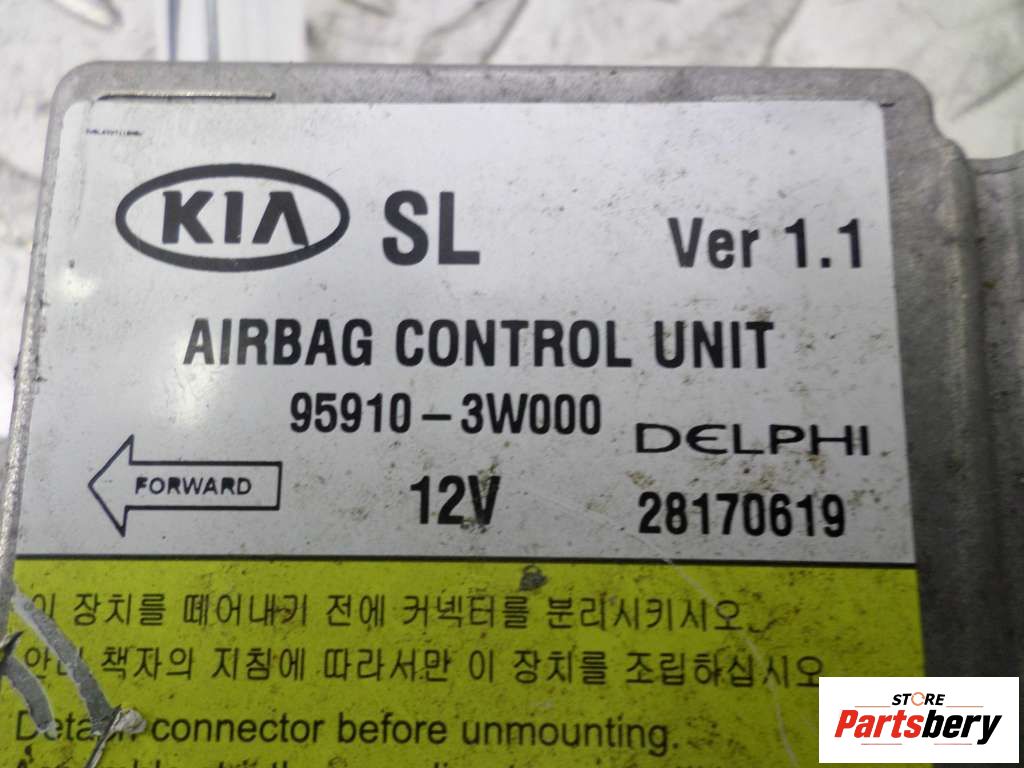 KIA SL Ver 1.1
AIRBAG CONTROL UNIT
95910-3W000
DELPHI
FORWARD 12V 28170619
이 장치를 떼어내기 전에 커넥터를 분리시키시오.
안내 책자의 지침에 따라서만 이 장치를 조립하십시오.
Detach connector before unmounting.
STORE
Partsbery